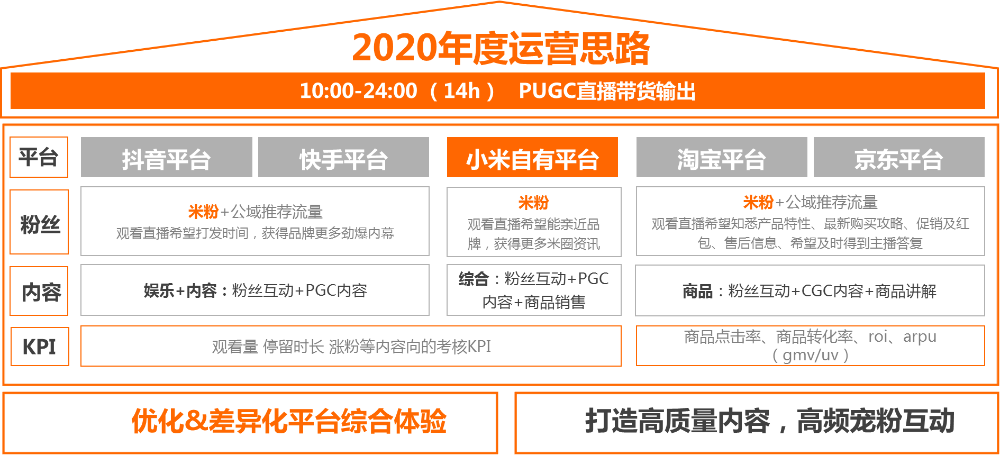 2020年度运营思路
10:00-24:00（14h） PUGC直播带货输出
平台
抖音平台
快手平台
小米自有平台
淘宝平台
京东平台
粉丝
米粉+公域推荐流量
观看直播希望打发时间，获得品牌更多劲爆内幕
米粉
观看直播希望能亲近品
牌，获得更多米圈资讯
米粉+公域推荐流量
观看直播希望知悉产品特性、最新购买攻略、促销及红
包、售后信息、希望及时得到主播答复
内容
娱乐+内容：粉丝互动+PGC内容
综合：粉丝互动+PGC
内容+商品销售
商品：粉丝互动+CGC内容+商品讲解
KPI
观看量 停留时长 涨粉等内容向的考核KPI
商品点击率、商品转化率、roi、arpu
（gmv/uv）
优化&差异化平台综合体验
打造高质量内容，高频宠粉互动